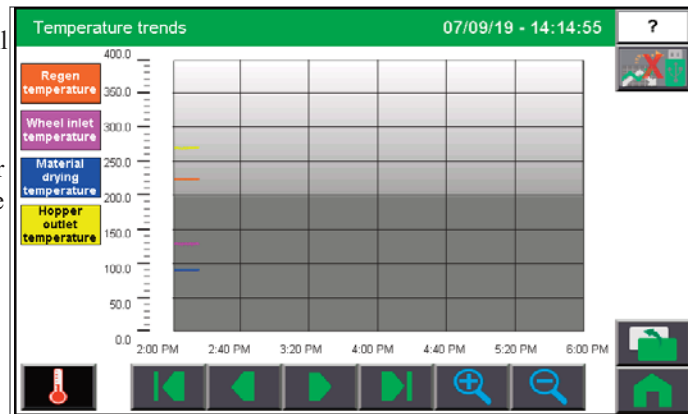 Temperature trends
07/09/19 - 14:14:55
?
400.0
Regen
temperature
350.0
Wheel inlet
temperature
300.0
Material
drying
temperature
250.0
200.0
Hopper
outlet
temperature
150.0
100.0
50.0
0.0
2:00 PM 2:40 PM 3:20 PM 4:00 PM 4:40 PM 5:20 PM 6:00 PM